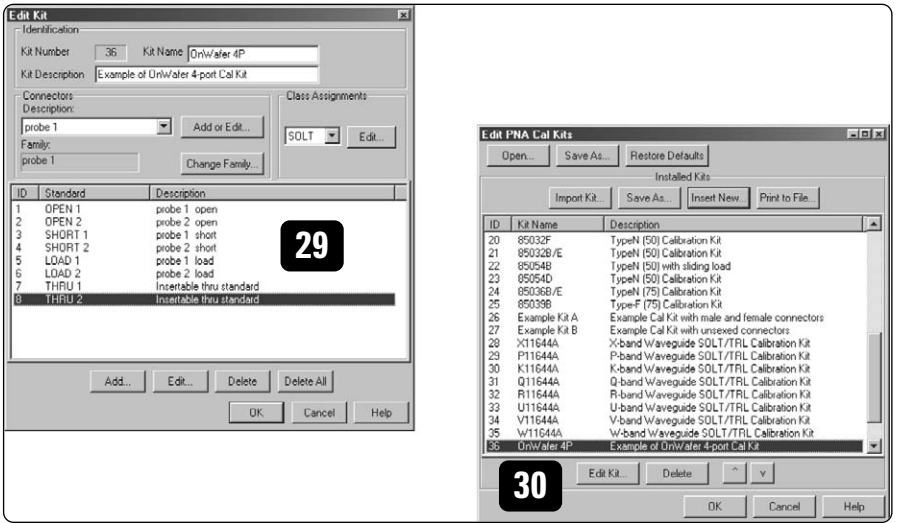 Edit Kit
Identification
Kit Number 36 Kit Name OnWafer 4P
Kit Description Example of OnWafer 4-port Cal Kit
Connectors
Description:
probe 1 Add or Edit...
Family:
probe 1 Change Family...
Class Assignments
SOLT Edit...
ID Standard Description
1 OPEN 1 probe 1 open
2 OPEN 2 probe 2 open
3 SHORT 1 probe 1 short
4 SHORT 2 probe 2 short
5 LOAD 1 probe 1 load
6 LOAD 2 probe 2 load
7 THRU 1 Insertable thru standard
8 THRU 2 Insertable thru standard
29
Add... Edit... Delete Delete All
OK Cancel Help
Edit PNA Cal Kits
Open... Save As... Restore Defaults
Installed Kits
Import Kit... Save As... Insert New... Print to File...
ID Kit Name Description
20 85032F TypeN (50) Calibration Kit
21 85032B/E TypeN (50) Calibration Kit
22 85054B TypeN (50) with sliding load
23 85054D TypeN (50) Calibration Kit
24 85036B/E TypeN (75) Calibration Kit
25 85039B Type-F (75) Calibration Kit
26 Example Kit A Example Cal Kit with male and female connectors
27 Example Kit B Example Cal Kit with unsexed connectors
28 X11644A X-band Waveguide SOLT/TRL Calibration Kit
29 P11644A P-band Waveguide SOLT/TRL Calibration Kit
30 K11644A K-band Waveguide SOLT/TRL Calibration Kit
31 Q11644A Q-band Waveguide SOLT/TRL Calibration Kit
32 R11644A R-band Waveguide SOLT/TRL Calibration Kit
33 U11644A U-band Waveguide SOLT/TRL Calibration Kit
34 V11644A V-band Waveguide SOLT/TRL Calibration Kit
35 W11644A W-band Waveguide SOLT/TRL Calibration Kit
36 OnWafer 4P Example of OnWafer 4-port Cal Kit
30
Edit Kit... Delete ^ v
OK Cancel Help